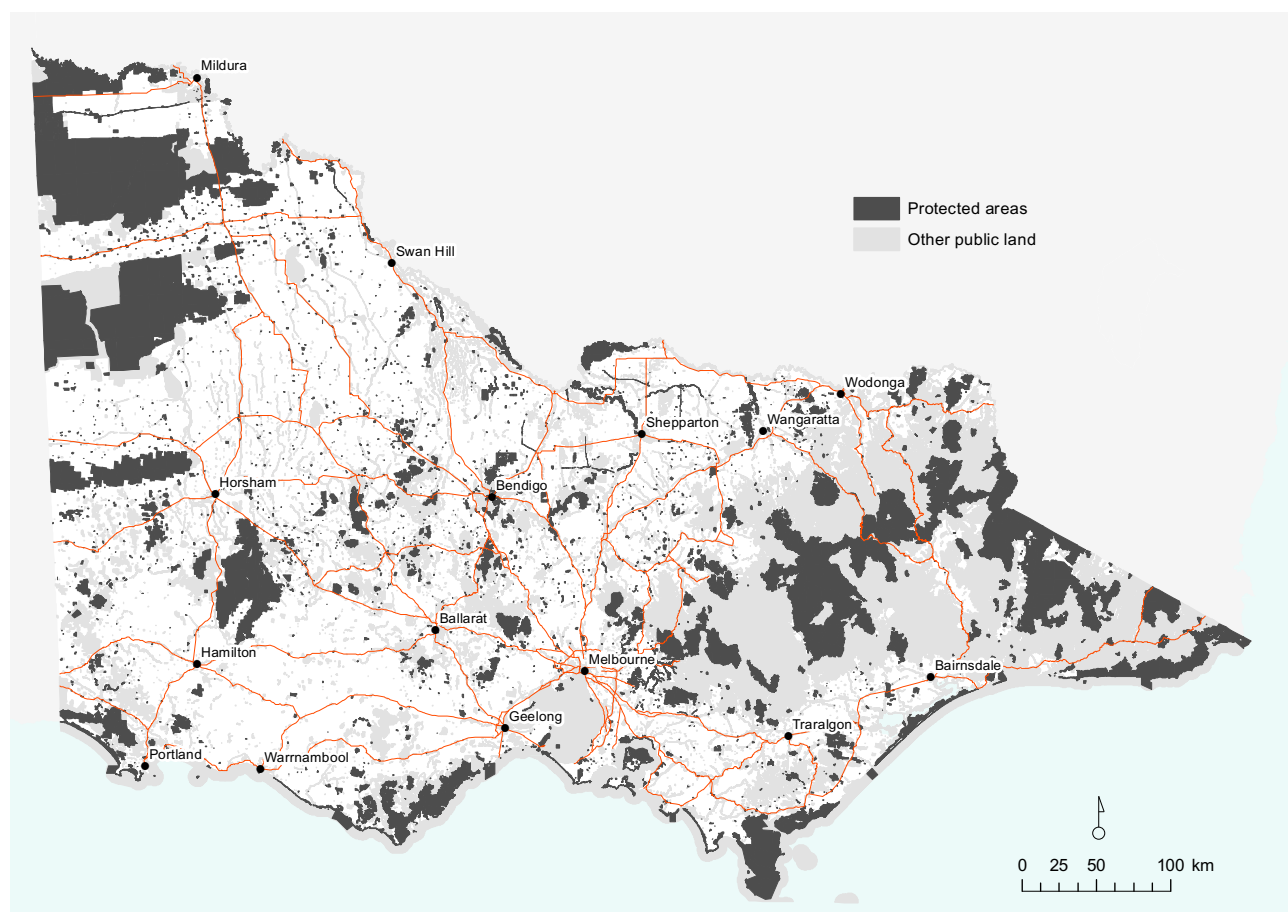 Mildura
Protected areas
Other public land
Swan Hill
Wodonga
Wangaratta
Shepparton
Horsham
Bendigo
Ballarat
Hamilton
Melbourne
Bairnsdale
Geelong
Traralgon
Portland
Warrnambool
0 25 50 100 km